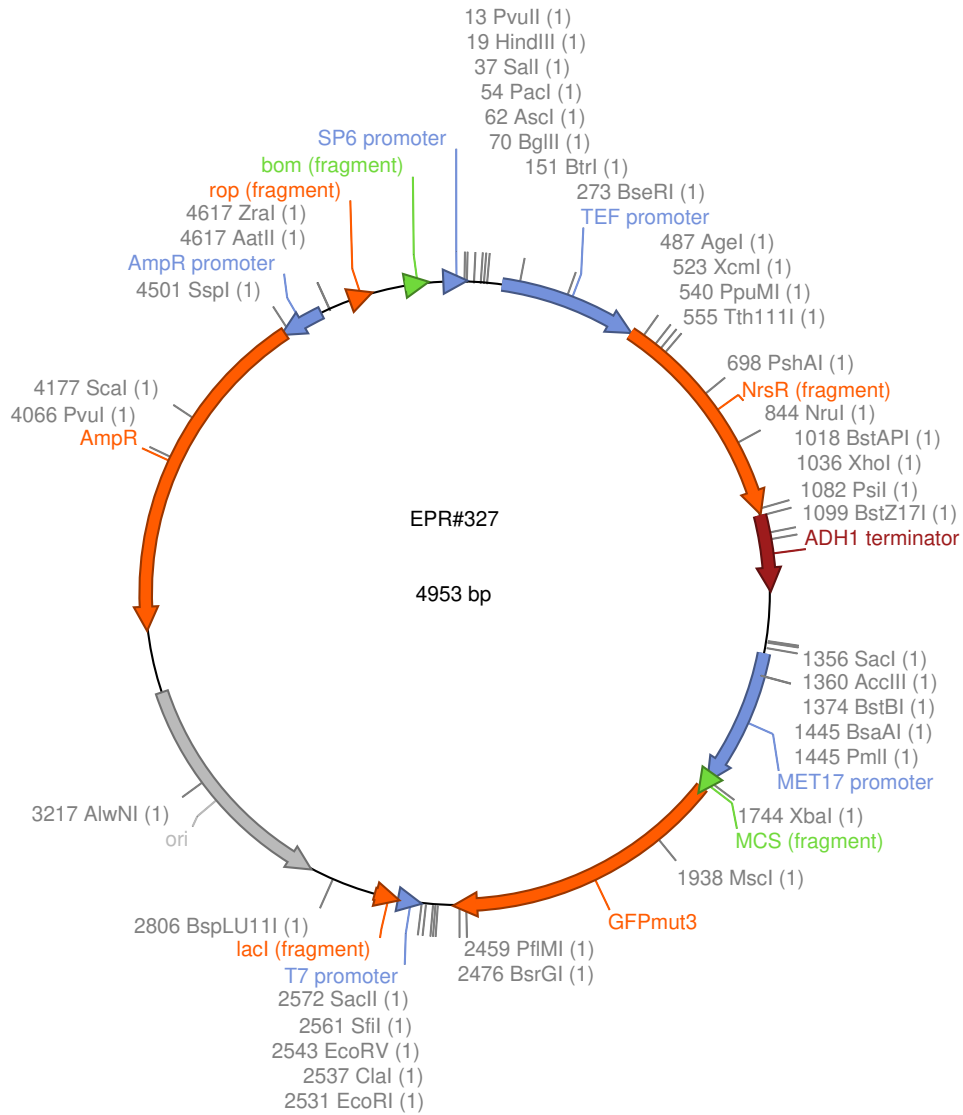 13 PvuII (1)
19 HindIII (1)
37 SalI (1)
54 PacI (1)
62 AscI (1)
70 BglII (1)
151 BtrI (1)
273 BseRI (1)
TEF promoter
487 AgeI (1)
523 XcmI (1)
540 PpuMI (1)
555 Tth111I (1)
698 PshAI (1)
NrsR (fragment)
844 NruI (1)
1018 BstAPI (1)
1036 XhoI (1)
1082 PsiI (1)
1099 BstZ17I (1)
ADH1 terminator
1356 SacI (1)
1360 AccIII (1)
1374 BstBI (1)
1445 BsaAI (1)
1445 PmlI (1)
MET17 promoter
1744 XbaI (1)
MCS (fragment)
1938 MscI (1)
GFPmut3
2459 PflMI (1)
2476 BsrGI (1)
2531 EcoRI (1)
2537 ClaI (1)
2543 EcoRV (1)
2561 SfiI (1)
2572 SacII (1)
T7 promoter
lacI (fragment)
2806 BspLU11I (1)
ori
3217 AlwNI (1)
AmpR
4066 PvuI (1)
4177 ScaI (1)
4501 SspI (1)
AmpR promoter
4617 AatII (1)
4617 ZraI (1)
rop (fragment)
bom (fragment)
SP6 promoter
EPR#327
4953 bp